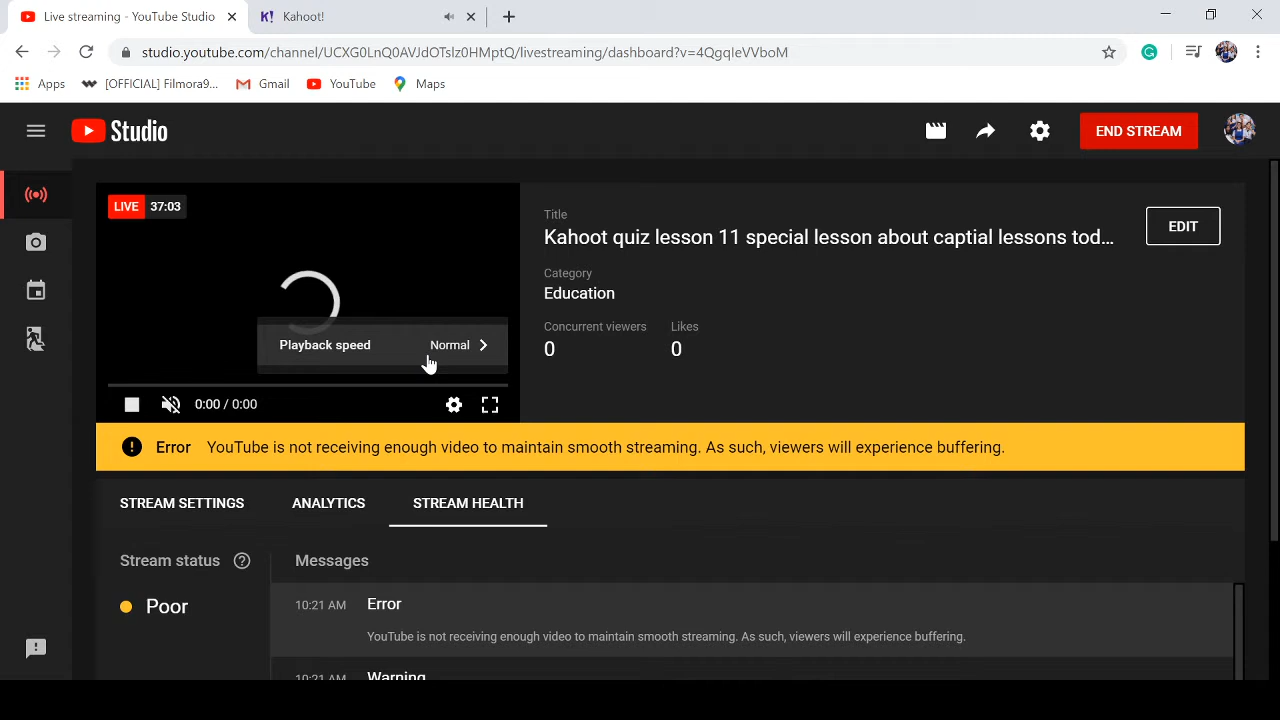 Live streaming - YouTube Studio
Kahoot!
studio.youtube.com/channel/UCXG0LnQ0AVJdOTslz0HMptQ/livestreaming/dashboard?v=4QgqIeVVboM
Apps
[OFFICIAL] Filmora9...
Gmail
YouTube
Maps
Studio
END STREAM
LIVE 37:03
Title
Kahoot quiz lesson 11 special lesson about captial lessons tod...
EDIT
Category
Education
Concurrent viewers
Likes
0
0
Playback speed Normal
0:00 / 0:00
Error YouTube is not receiving enough video to maintain smooth streaming. As such, viewers will experience buffering.
STREAM SETTINGS
ANALYTICS
STREAM HEALTH
Stream status
Messages
Poor
10:21 AM Error
YouTube is not receiving enough video to maintain smooth streaming. As such, viewers will experience buffering.
10:21 AM Warning